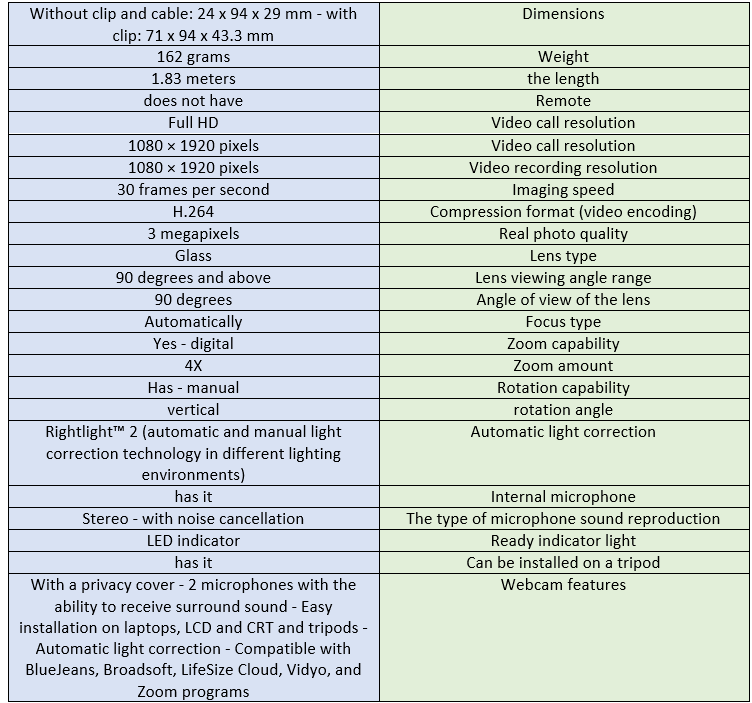 Without clip and cable: 24 x 94 x 29 mm - with
clip: 71 x 94 x 43.3 mm
Dimensions
162 grams
Weight
1.83 meters
the length
does not have
Remote
Full HD
Video call resolution
1080 × 1920 pixels
Video call resolution
1080 × 1920 pixels
Video recording resolution
30 frames per second
Imaging speed
H.264
Compression format (video encoding)
3 megapixels
Real photo quality
Glass
Lens type
90 degrees and above
Lens viewing angle range
90 degrees
Angle of view of the lens
Automatically
Focus type
Yes - digital
Zoom capability
4X
Zoom amount
Has - manual
Rotation capability
vertical
rotation angle
Rightlight™ 2 (automatic and manual light
correction technology in different lighting
environments)
Automatic light correction
has it
Internal microphone
Stereo - with noise cancellation
The type of microphone sound reproduction
LED indicator
Ready indicator light
has it
Can be installed on a tripod
With a privacy cover - 2 microphones with the
ability to receive surround sound - Easy
installation on laptops, LCD and CRT and tripods -
Automatic light correction - Compatible with
BlueJeans, Broadsoft, LifeSize Cloud, Vidyo, and
Zoom programs
Webcam features